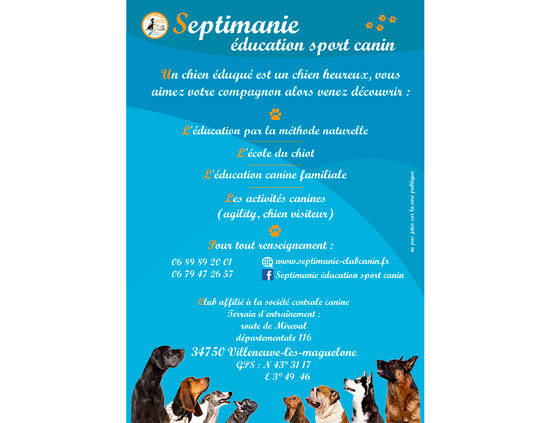 Septimanie
éducation sport canin
Un chien éduqué est un chien heureux, vous
aimez votre compagnon alors venez découvrir :
L'éducation par la méthode naturelle
L'école du chiot
L'éducation canine familiale
Les activités canines
(agility, chien visiteur)
Pour tout renseignement :
06 89 89 20 01
www.septimanie-clubcanin.fr
06 79 47 26 57
Septimanie éducation sport canin
Club affilié à la société centrale canine
Terrain d'entraînement :
route de Mireval
départementale 116
34750 Villeneuve-lès-maguelone
GPS : N 43° 31 17
E 3° 49 46
ne pas jeter sur la voie publique